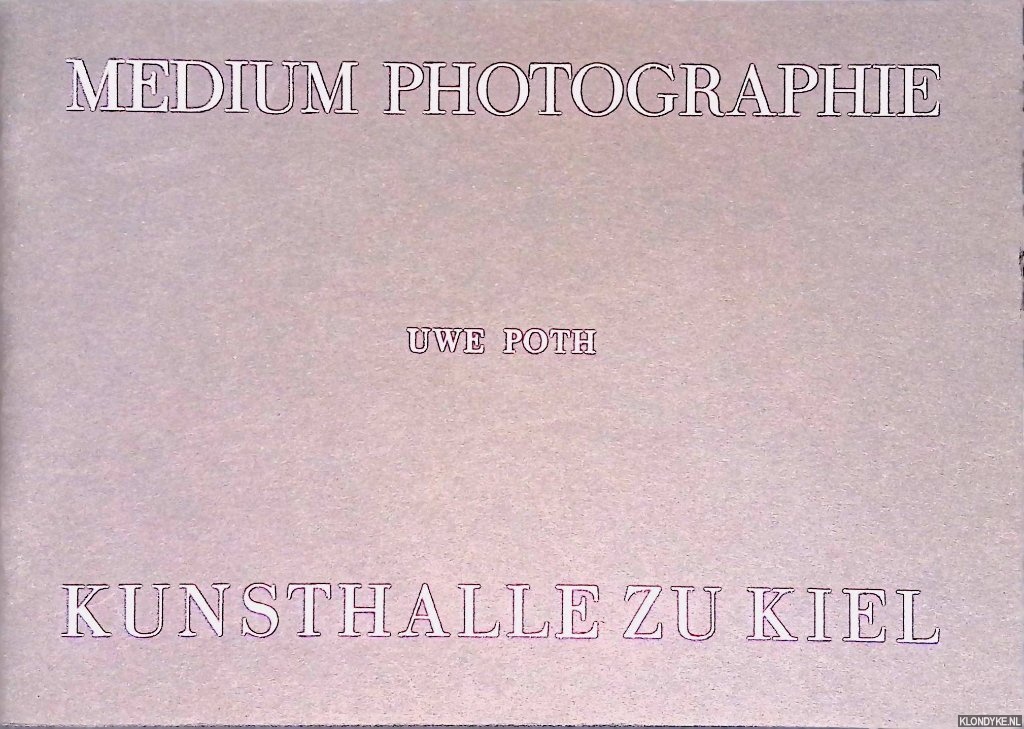 MEDIUM PHOTOGRAPHIE
UWE POTH
KUNSTHALLE ZU KIEL
KLONDYKE.NL